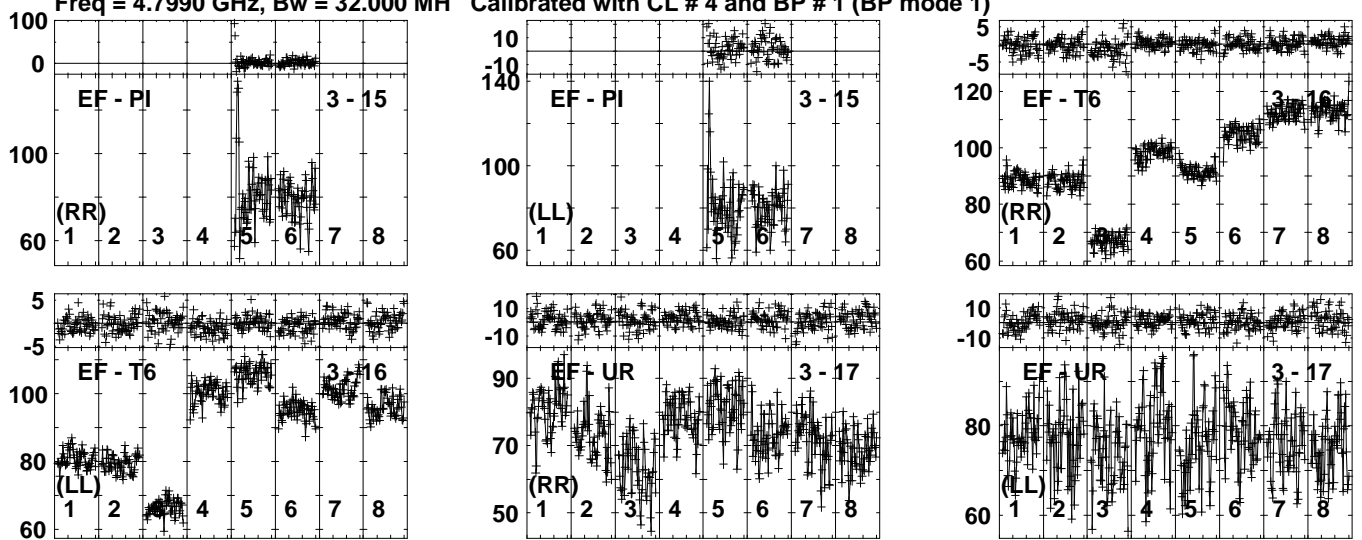 Freq = 4.7990 GHz, Bw = 32.000 MH Calibrated with CL # 4 and BP # 1 (BP mode 1)
100
0
EF - PI 3 - 15
100
60
(RR)
1 2 3 4 5 6 7 8
10
-10
140
EF - PI 3 - 15
100
60
(LL)
1 2 3 4 5 6 7 8
5
-5
120
EF - T6 3 - 16
100
80
60
(RR)
1 2 3 4 5 6 7 8
5
-5
EF - T6 3 - 16
100
80
60
(LL)
1 2 3 4 5 6 7 8
10
-10
EF - UR 3 - 17
90
70
50
(RR)
1 2 3 4 5 6 7 8
10
-10
EF - UR 3 - 17
80
60
(LL)
1 2 3 4 5 6 7 8